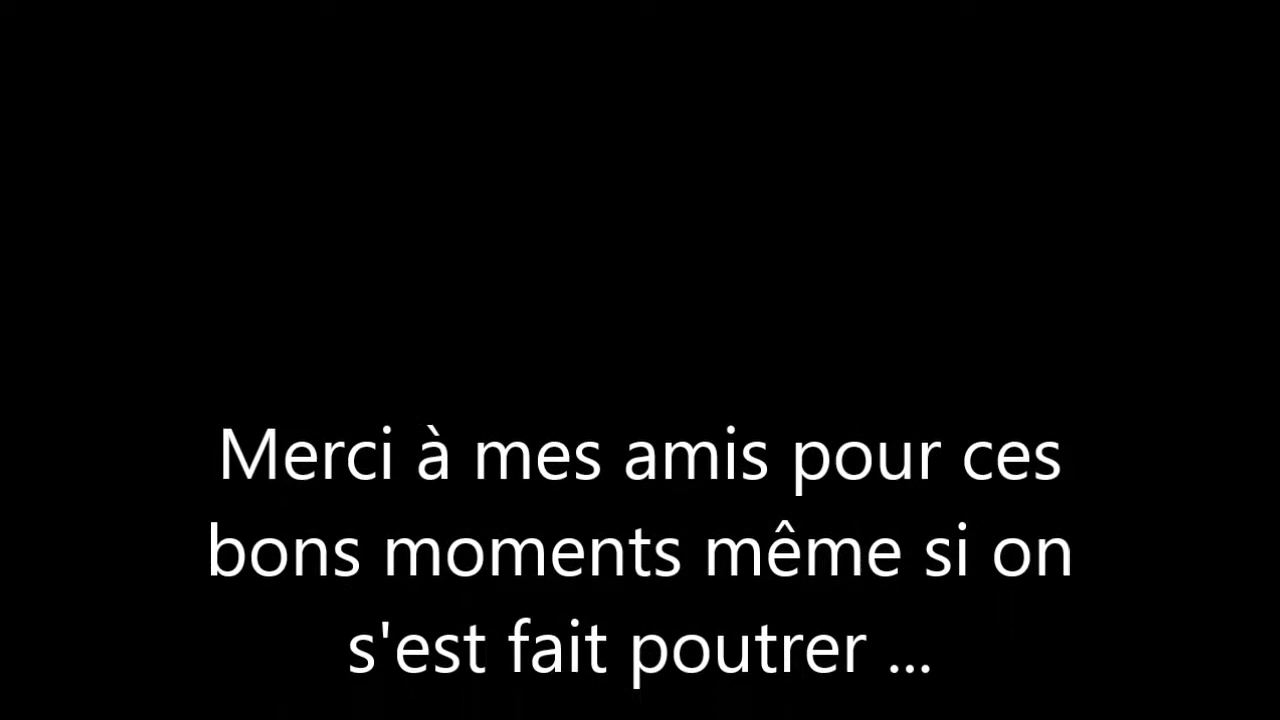 Merci à mes amis pour ces
bons moments même si on
s'est fait poutrer ...